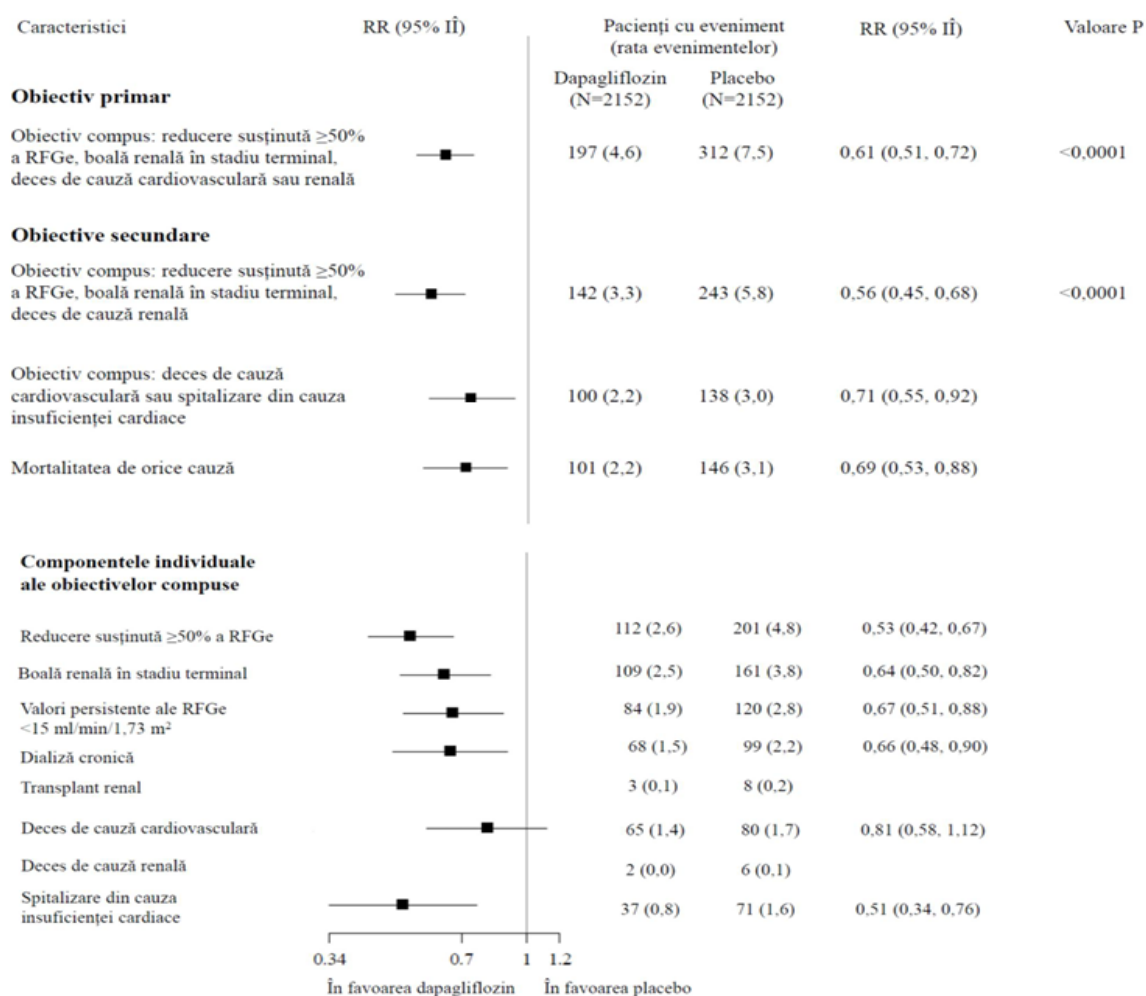 Caracteristici RR (95% IÎ) Pacienți cu eveniment RR (95% IÎ) Valoare P
(rata evenimentelor)
Dapagliflozin Placebo
(N=2152) (N=2152)
Obiectiv primar
Obiectiv compus: reducere susținută ≥50%
a RFGe, boală renală în stadiu terminal, 197 (4,6) 312 (7,5) 0,61 (0,51, 0,72) <0,0001
deces de cauză cardiovasculară sau renală
Obiective secundare
Obiectiv compus: reducere susținută ≥50%
a RFGe, boală renală în stadiu terminal, 142 (3,3) 243 (5,8) 0,56 (0,45, 0,68) <0,0001
deces de cauză renală
Obiectiv compus: deces de cauză
cardiovasculară sau spitalizare din cauza 100 (2,2) 138 (3,0) 0,71 (0,55, 0,92)
insuficienței cardiace
Mortalitatea de orice cauză 101 (2,2) 146 (3,1) 0,69 (0,53, 0,88)
Componentele individuale
ale obiectivelor compuse
Reducere susținută ≥50% a RFGe 112 (2,6) 201 (4,8) 0,53 (0,42, 0,67)
Boală renală în stadiu terminal 109 (2,5) 161 (3,8) 0,64 (0,50, 0,82)
Valori persistente ale RFGe 84 (1,9) 120 (2,8) 0,67 (0,51, 0,88)
<15 ml/min/1,73 m²
Dializă cronică 68 (1,5) 99 (2,2) 0,66 (0,48, 0,90)
Transplant renal 3 (0,1) 8 (0,2)
Deces de cauză cardiovasculară 65 (1,4) 80 (1,7) 0,81 (0,58, 1,12)
Deces de cauză renală 2 (0,0) 6 (0,1)
Spitalizare din cauza
insuficienței cardiace 37 (0,8) 71 (1,6) 0,51 (0,34, 0,76)
0.34 0.7 1 1.2
În favoarea dapagliflozin În favoarea placebo